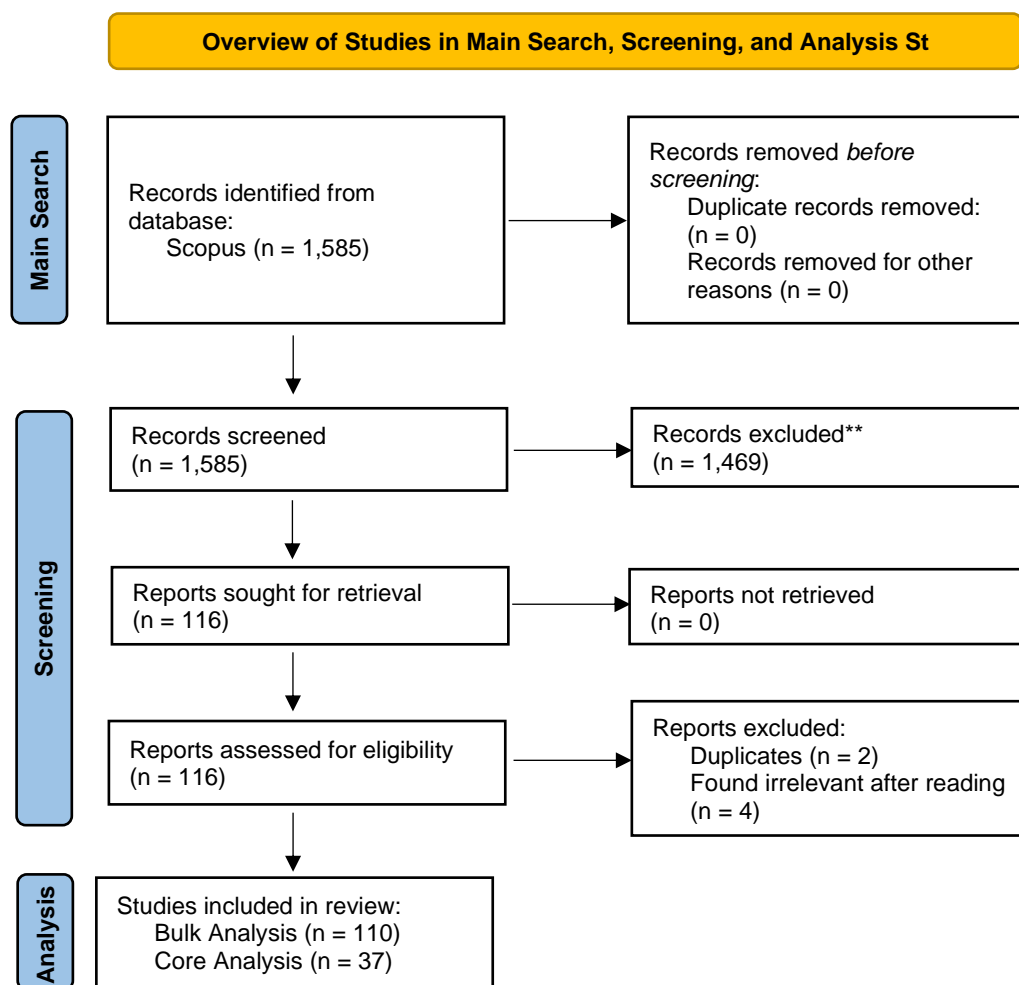 Overview of Studies in Main Search, Screening, and Analysis St
Main Search
Records identified from
database:
Scopus (n = 1,585)
Records removed before
screening:
Duplicate records removed:
(n = 0)
Records removed for other
reasons (n = 0)
Screening
Records screened
(n = 1,585)
Records excluded**
(n = 1,469)
Reports sought for retrieval
(n = 116)
Reports not retrieved
(n = 0)
Reports assessed for eligibility
(n = 116)
Reports excluded:
Duplicates (n = 2)
Found irrelevant after reading
(n = 4)
Analysis
Studies included in review:
Bulk Analysis (n = 110)
Core Analysis (n = 37)